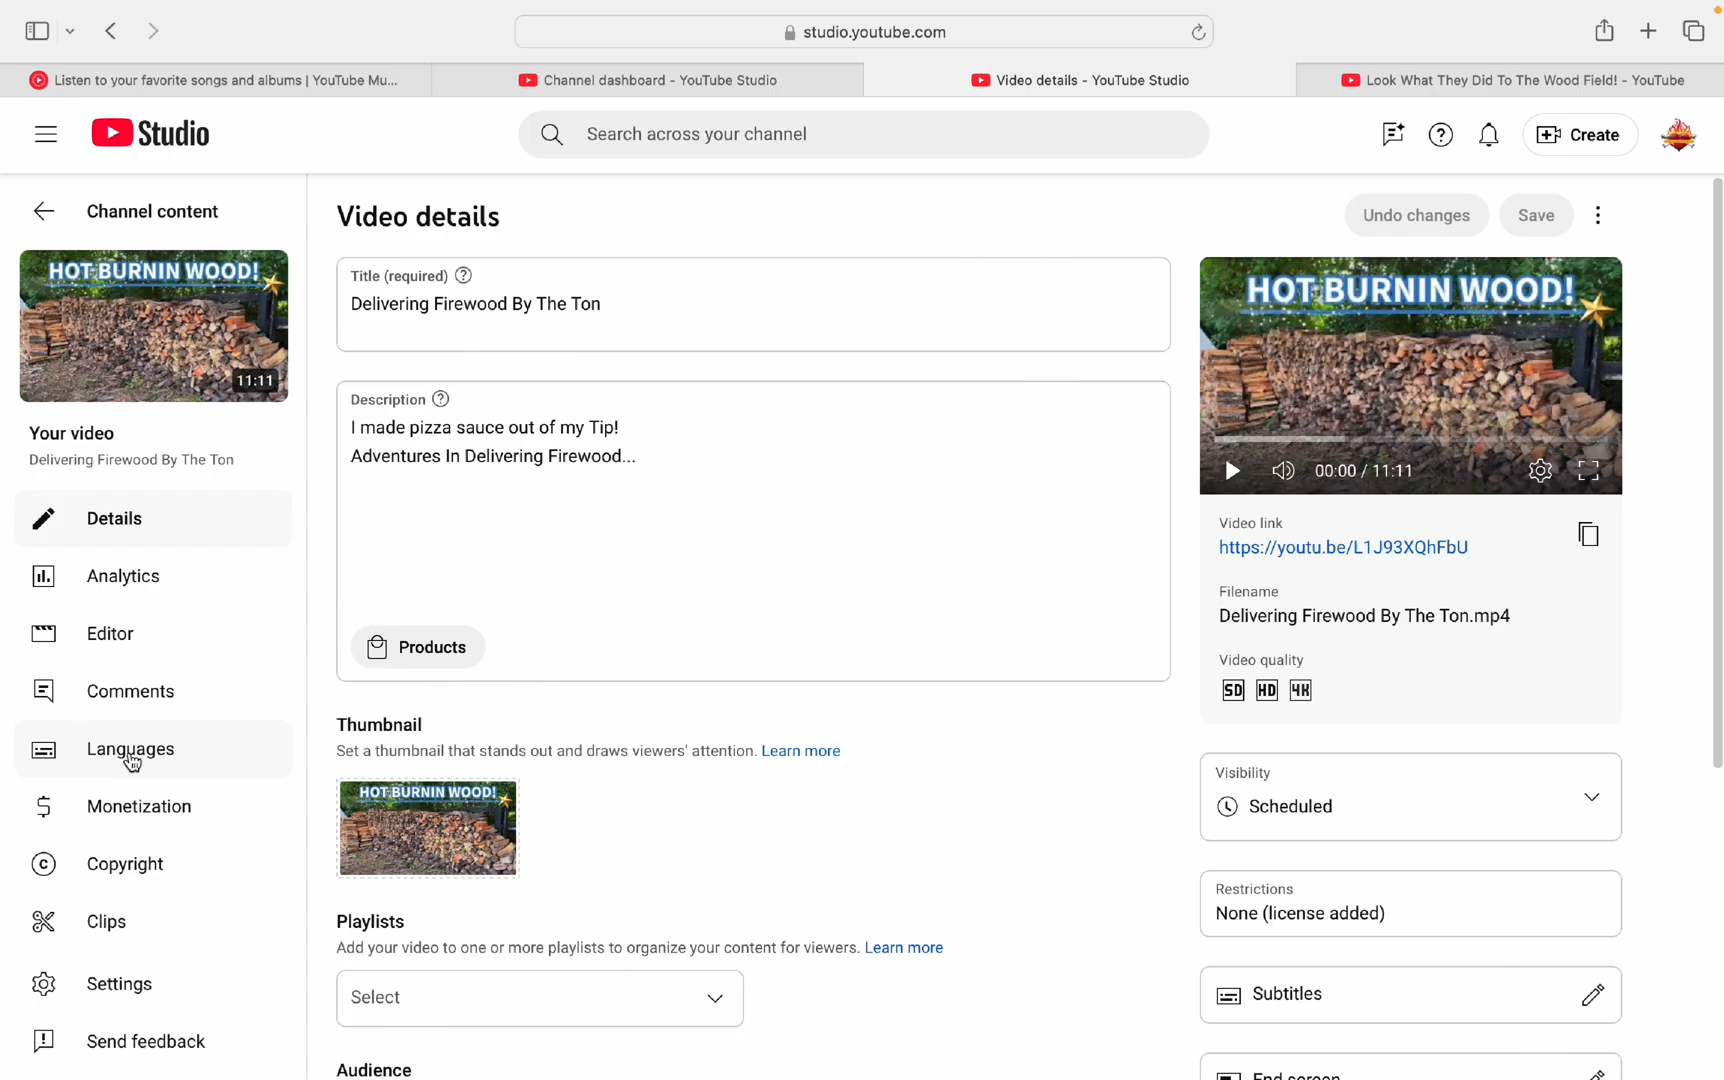 studio.youtube.com
Listen to your favorite songs and albums | YouTube Mu...
Channel dashboard - YouTube Studio
Video details - YouTube Studio
Look What They Did To The Wood Field! - YouTube
Studio
Search across your channel
Create
Channel content
HOT BURNIN WOOD!
11:11
Your video
Delivering Firewood By The Ton
Details
Analytics
Editor
Comments
Languages
Monetization
Copyright
Clips
Settings
Send feedback
Video details
Undo changes
Save
Title (required)
Delivering Firewood By The Ton
Description
I made pizza sauce out of my Tip!
Adventures In Delivering Firewood...
Products
Thumbnail
Set a thumbnail that stands out and draws viewers' attention. Learn more
HOT BURNIN WOOD!
Playlists
Add your video to one or more playlists to organize your content for viewers. Learn more
Select
Audience
HOT BURNIN WOOD!
00:00 / 11:11
Video link
https://youtu.be/L1J93XQhFbU
Filename
Delivering Firewood By The Ton.mp4
Video quality
SD HD 4K
Visibility
Scheduled
Restrictions
None (license added)
Subtitles
End screen